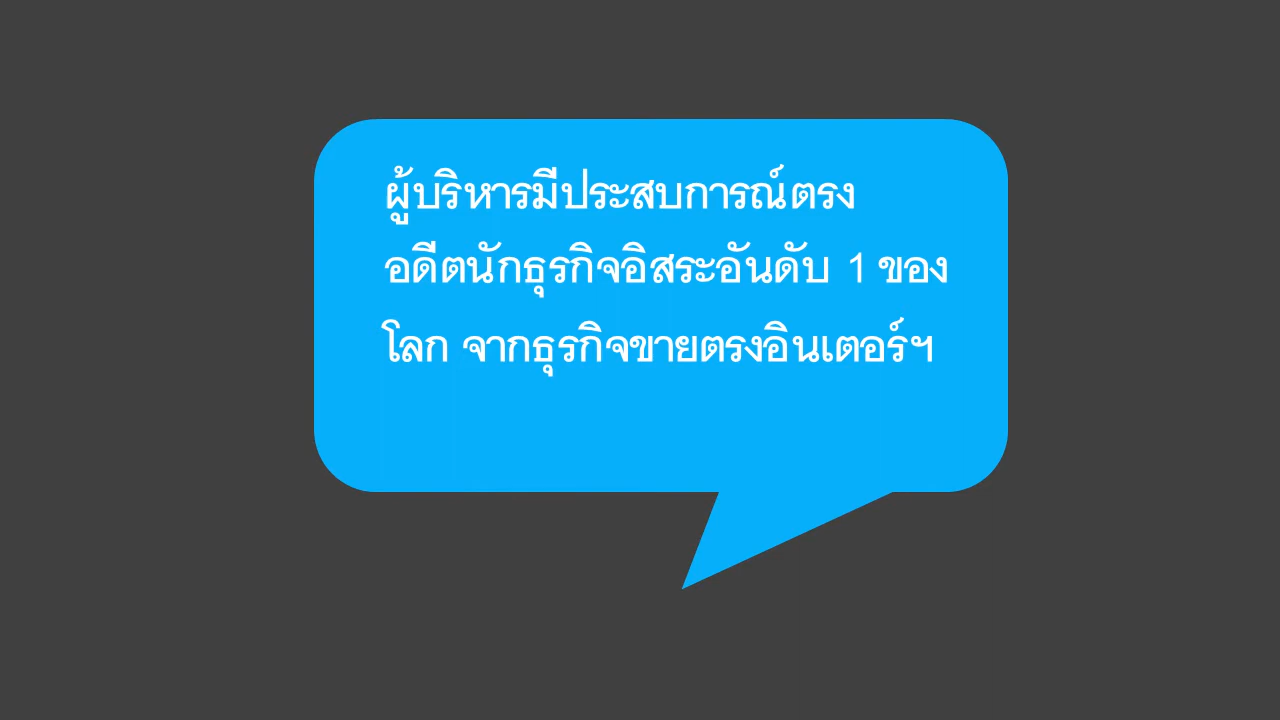 ผู้บริหารมีประสบการณ์ตรง
อดีตนักธุรกิจอิสระอันดับ 1 ของ
โลก จากธุรกิจขายตรงอินเตอร์ฯ